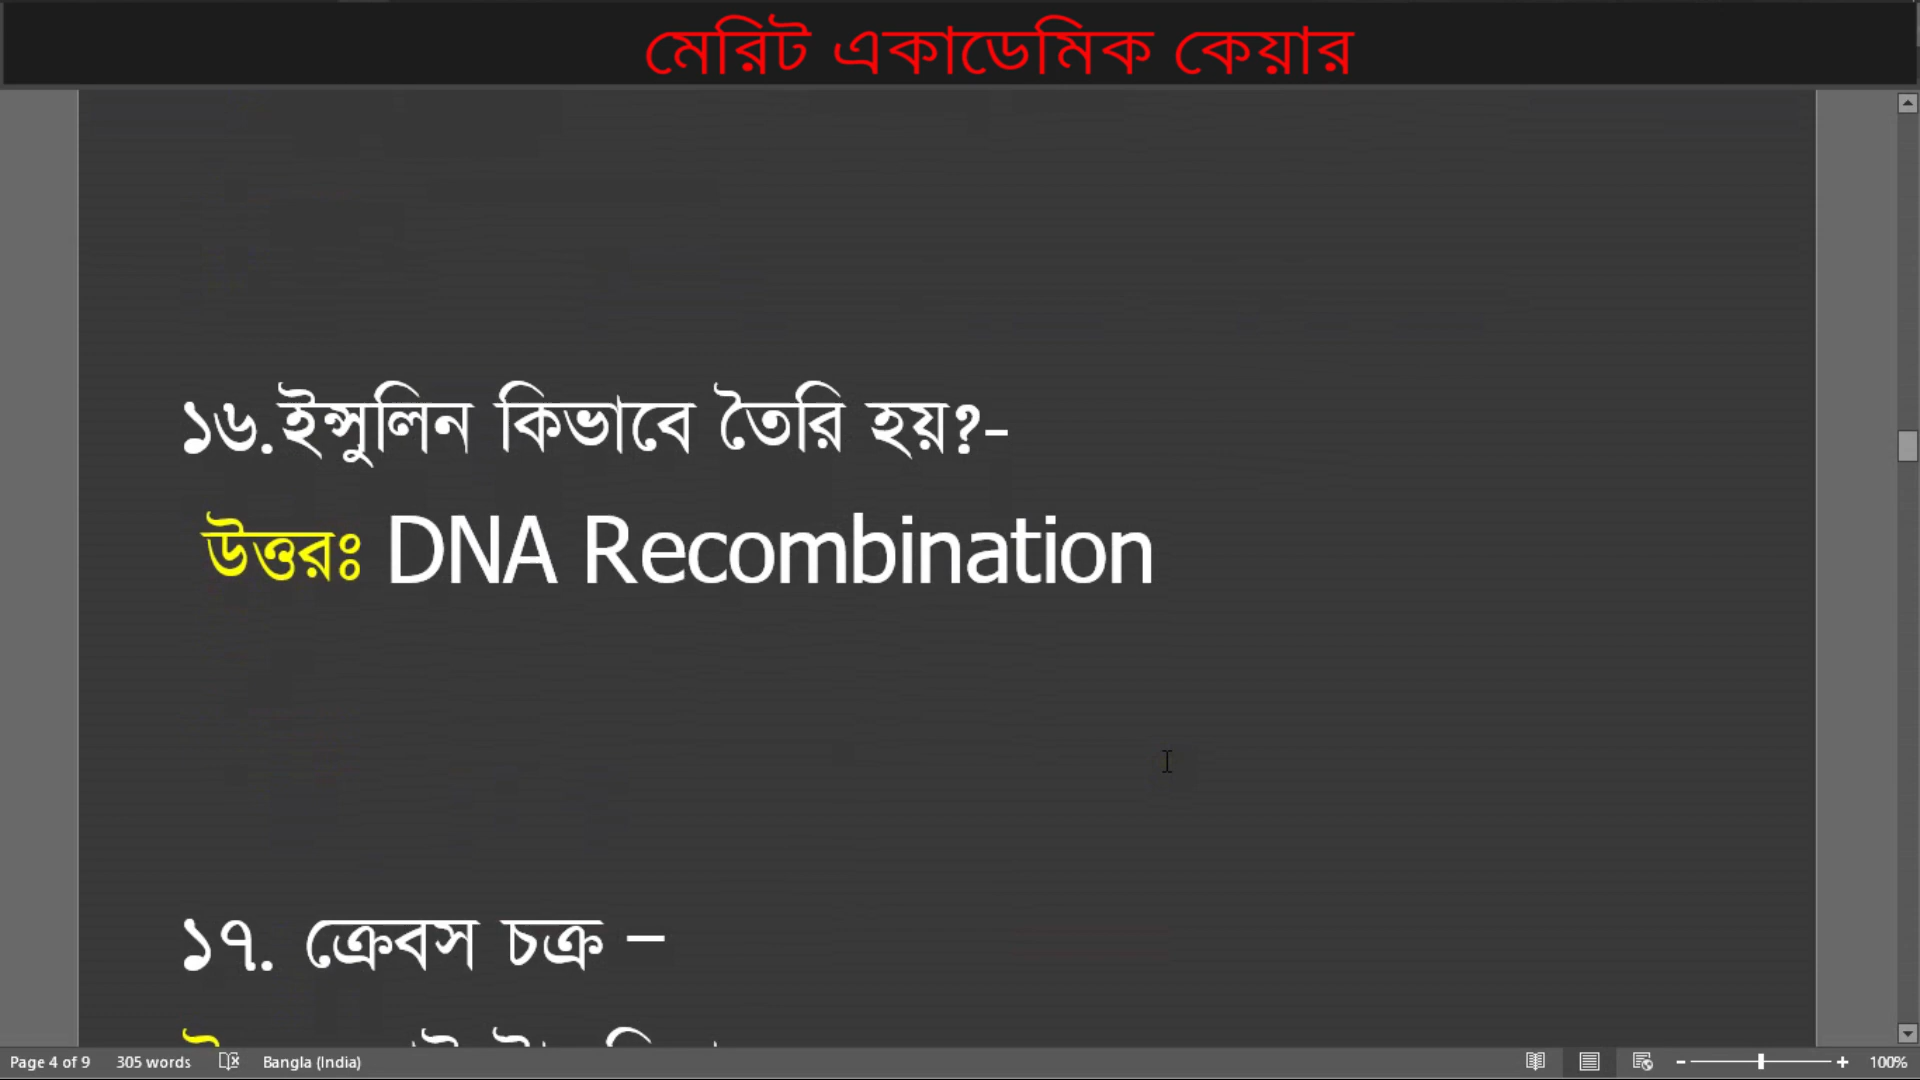 মেরিট একাডেমিক কেয়ার
১৬.ইন্সুলিন কিভাবে তৈরি হয়?-
উত্তরঃ DNA Recombination
১৭. ক্রেবস চক্র –
Page 4 of 9 305 words Bangla (India) 100%